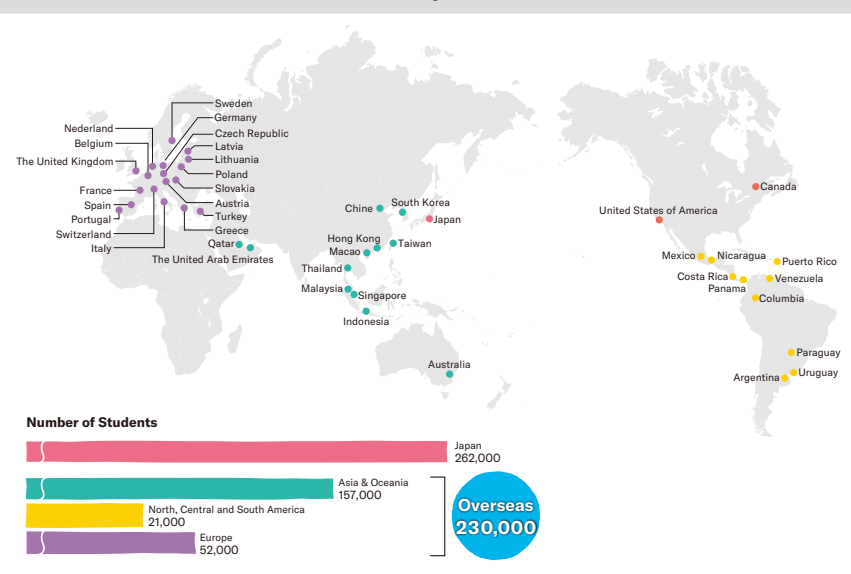 Sweden
Germany
Nederland
Czech Republic
Belgium
Latvia
The United Kingdom
Lithuania
Poland
France
Slovakia
Spain
Austria
Portugal
Turkey
Switzerland
Greece
Italy
Qatar
The United Arab Emirates
Chine
South Korea
Japan
Hong Kong
Macao
Taiwan
Thailand
Malaysia
Singapore
Indonesia
Australia
Canada
United States of America
Mexico
Nicaragua
Puerto Rico
Costa Rica
Venezuela
Panama
Columbia
Paraguay
Uruguay
Argentina
Number of Students
Japan
262,000
Asia & Oceania
157,000
North, Central and South America
21,000
Europe
52,000
Overseas
230,000